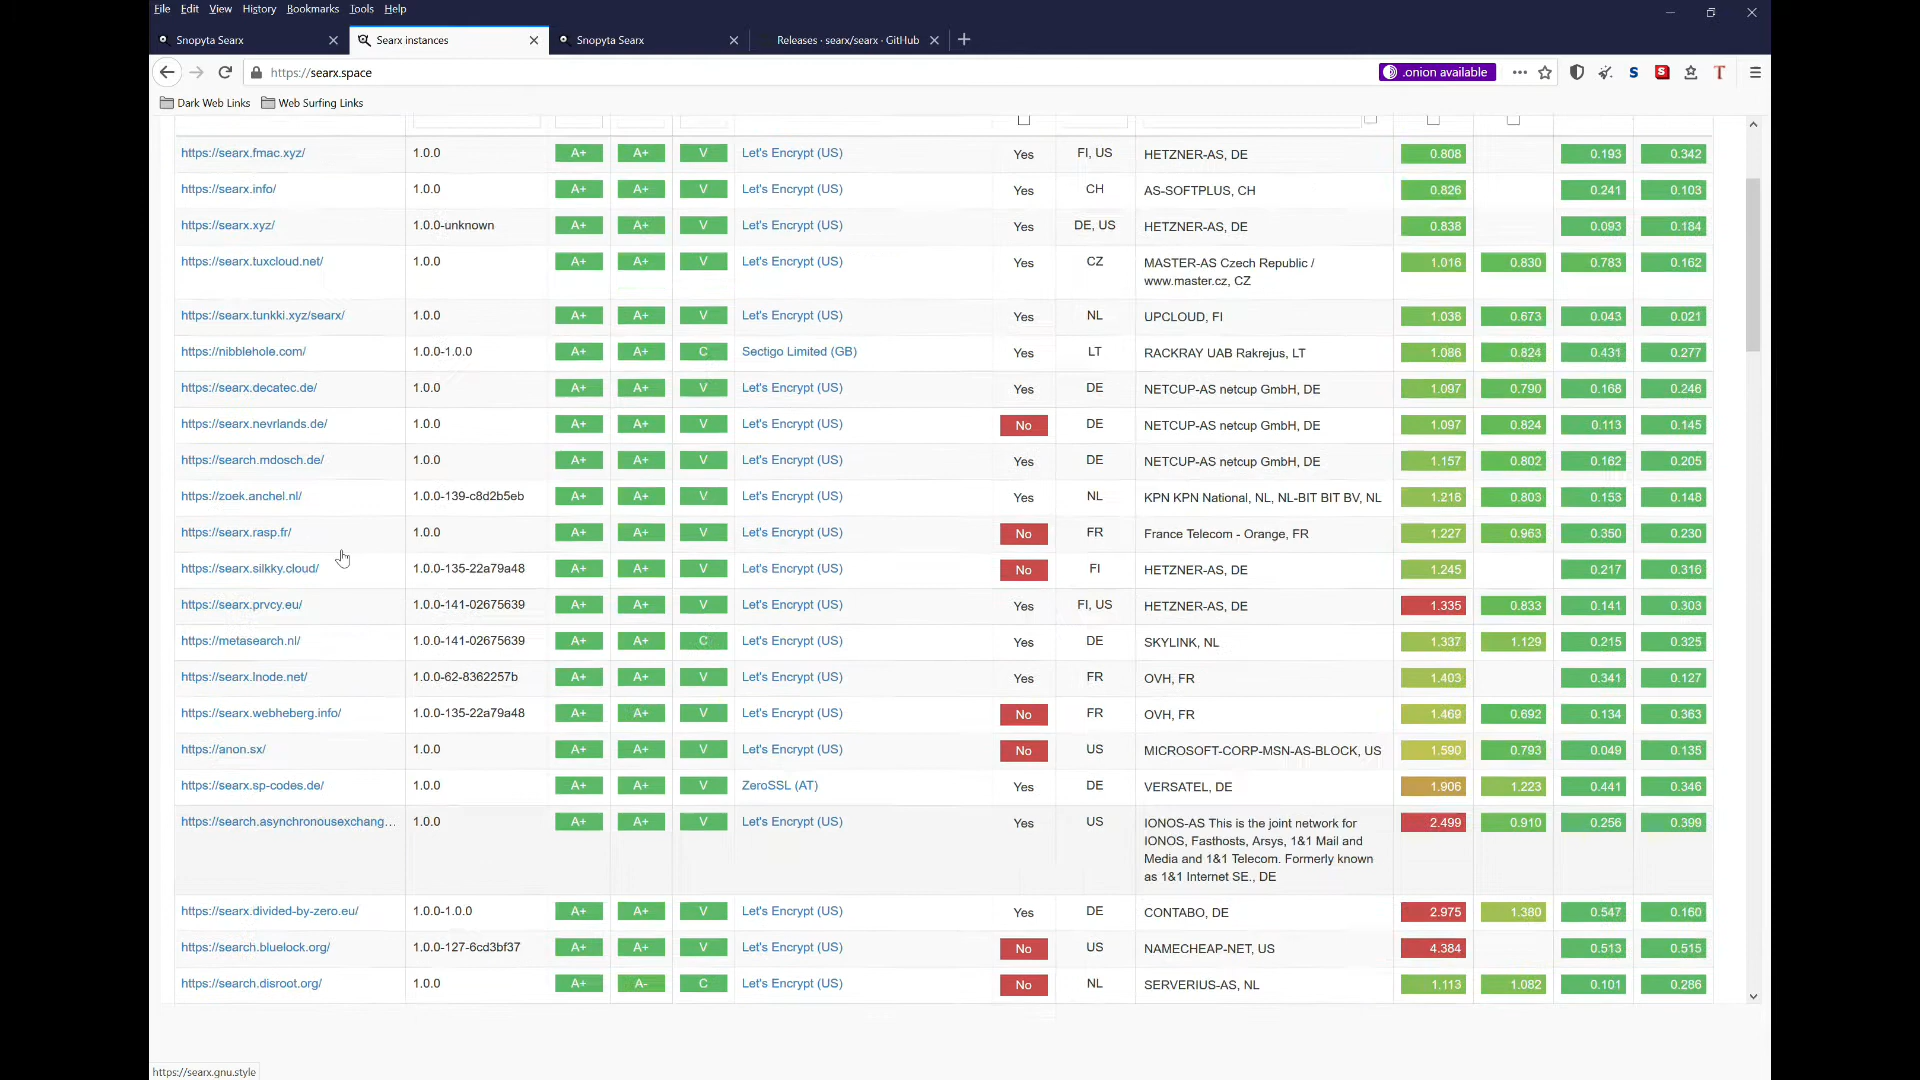 File Edit View History Bookmarks Tools Help
Snopyta Searx
Searx instances
Snopyta Searx
Releases · searx/searx · GitHub
https://searx.space
.onion available
Dark Web Links Web Surfing Links
https://searx.fmac.xyz/ 1.0.0 A+ A+ V Let's Encrypt (US) Yes FI, US HETZNER-AS, DE 0.808 0.193 0.342
https://searx.info/ 1.0.0 A+ A+ V Let's Encrypt (US) Yes CH AS-SOFTPLUS, CH 0.826 0.241 0.103
https://searx.xyz/ 1.0.0-unknown A+ A+ V Let's Encrypt (US) Yes DE, US HETZNER-AS, DE 0.838 0.093 0.184
https://searx.tuxcloud.net/ 1.0.0 A+ A+ V Let's Encrypt (US) Yes CZ MASTER-AS Czech Republic / 1.016 0.830 0.783 0.162
www.master.cz, CZ
https://searx.tunkki.xyz/searx/ 1.0.0 A+ A+ V Let's Encrypt (US) Yes NL UPCLOUD, FI 1.038 0.673 0.043 0.021
https://nibblehole.com/ 1.0.0-1.0.0 A+ A+ C Sectigo Limited (GB) Yes LT RACKRAY UAB Rakrejus, LT 1.086 0.824 0.431 0.277
https://searx.decatec.de/ 1.0.0 A+ A+ V Let's Encrypt (US) Yes DE NETCUP-AS netcup GmbH, DE 1.097 0.790 0.168 0.246
https://searx.nevrlands.de/ 1.0.0 A+ A+ V Let's Encrypt (US) No DE NETCUP-AS netcup GmbH, DE 1.097 0.824 0.113 0.145
https://search.mdosch.de/ 1.0.0 A+ A+ V Let's Encrypt (US) Yes DE NETCUP-AS netcup GmbH, DE 1.157 0.802 0.162 0.205
https://zoek.anchel.nl/ 1.0.0-139-c8d2b5eb A+ A+ V Let's Encrypt (US) Yes NL KPN KPN National, NL, NL-BIT BIT BV, NL 1.216 0.803 0.153 0.148
https://searx.rasp.fr/ 1.0.0 A+ A+ V Let's Encrypt (US) No FR France Telecom - Orange, FR 1.227 0.963 0.350 0.230
https://searx.silkky.cloud/ 1.0.0-135-22a79a48 A+ A+ V Let's Encrypt (US) No FI HETZNER-AS, DE 1.245 0.217 0.316
https://searx.prvcy.eu/ 1.0.0-141-02675639 A+ A+ V Let's Encrypt (US) Yes FI, US HETZNER-AS, DE 1.335 0.833 0.141 0.303
https://metasearch.nl/ 1.0.0-141-02675639 A+ A+ C Let's Encrypt (US) Yes DE SKYLINK, NL 1.337 1.129 0.215 0.325
https://searx.lnode.net/ 1.0.0-62-8362257b A+ A+ V Let's Encrypt (US) Yes FR OVH, FR 1.403 0.341 0.127
https://searx.webheberg.info/ 1.0.0-135-22a79a48 A+ A+ V Let's Encrypt (US) No FR OVH, FR 1.469 0.692 0.134 0.363
https://anon.sx/ 1.0.0 A+ A+ V Let's Encrypt (US) No US MICROSOFT-CORP-MSN-AS-BLOCK, US 1.590 0.793 0.049 0.135
https://searx.sp-codes.de/ 1.0.0 A+ A+ V ZeroSSL (AT) Yes DE VERSATEL, DE 1.906 1.223 0.441 0.346
https://search.asynchronousexchang... 1.0.0 A+ A+ V Let's Encrypt (US) Yes US IONOS-AS This is the joint network for 2.499 0.910 0.256 0.399
IONOS, Fasthosts, Arsys, 1&1 Mail and
Media and 1&1 Telecom. Formerly known
as 1&1 Internet SE., DE
https://searx.divided-by-zero.eu/ 1.0.0-1.0.0 A+ A+ V Let's Encrypt (US) Yes DE CONTABO, DE 2.975 1.380 0.547 0.160
https://search.bluelock.org/ 1.0.0-127-6cd3bf37 A+ A+ V Let's Encrypt (US) No US NAMECHEAP-NET, US 4.384 0.513 0.515
https://search.disroot.org/ 1.0.0 A+ A- C Let's Encrypt (US) No NL SERVERIUS-AS, NL 1.113 1.082 0.101 0.286
https://searx.gnu.style